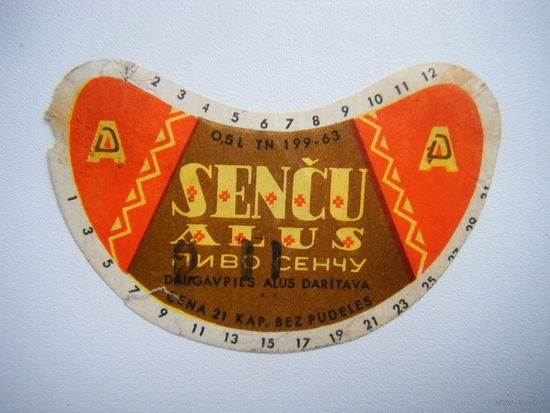 2 3 4 5 6 7 8 9 10 11 12
0,5 L TN 199-63
A A
SENČU
ALUS
ПИВО СЕНЧУ
DAUGAVPILS ALUS DARĪTAVA
CENA 21 KAP. BEZ PUDELES
1 3 5 7 9 11 13 15 17 19 21 23 25 27 29 31